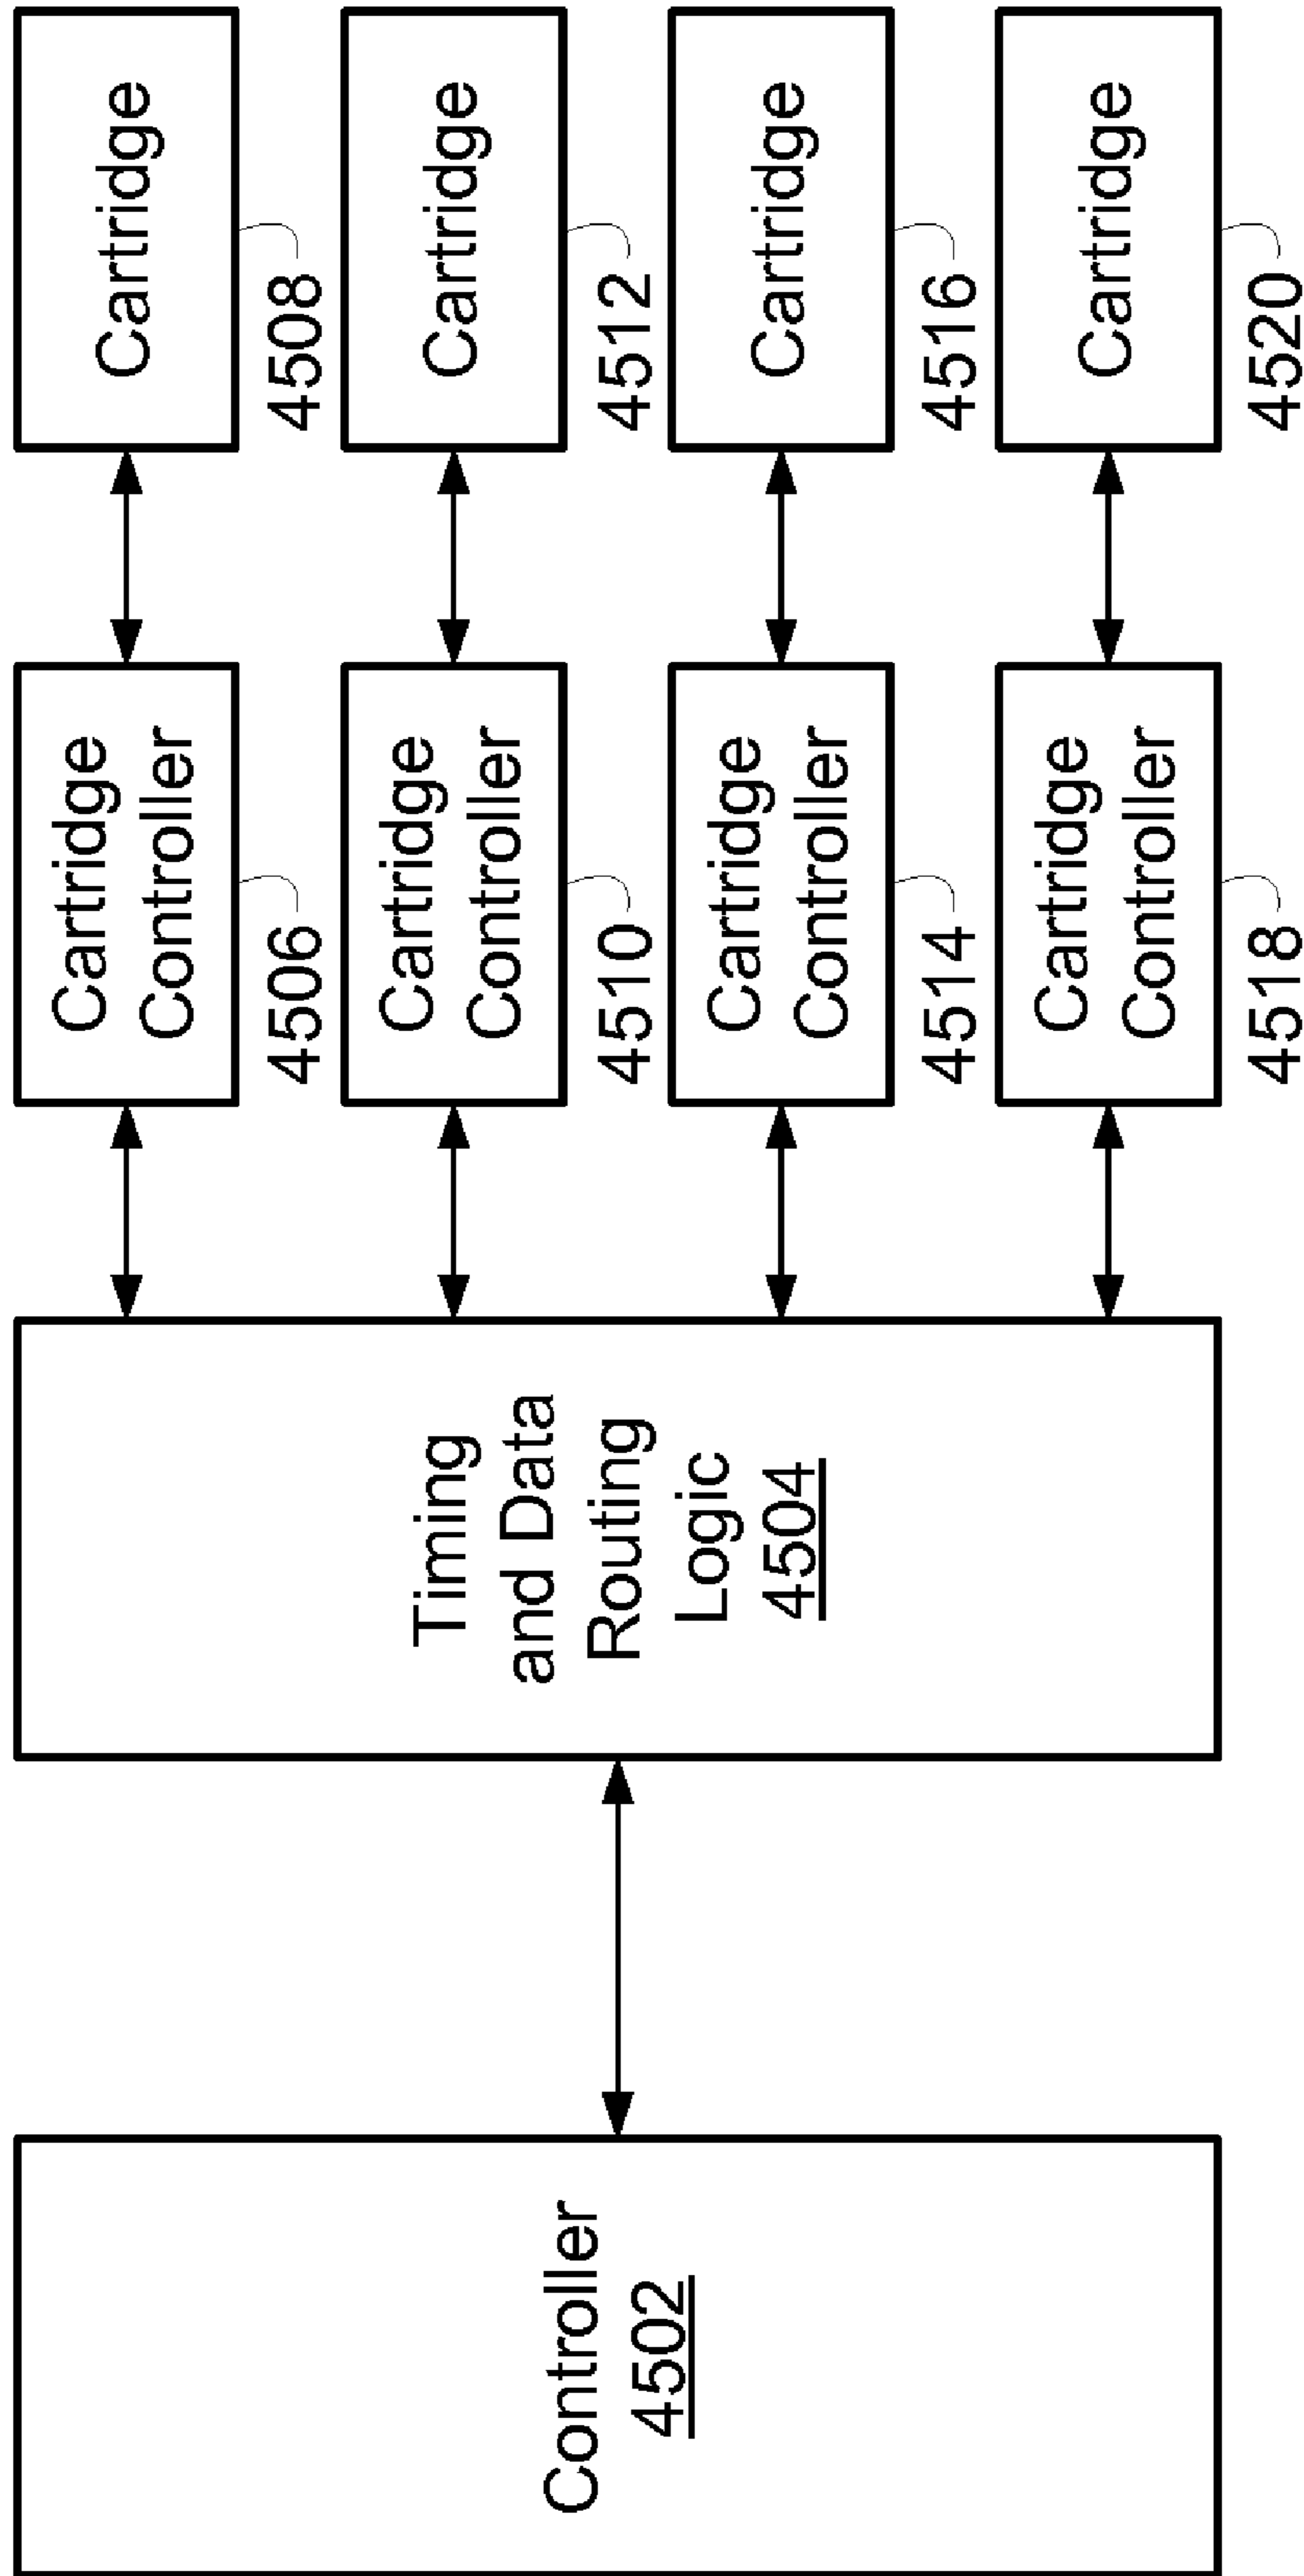 Controller
4502
Timing
and Data
Routing
Logic
4504
Cartridge
Controller
4506
Cartridge
4508
Cartridge
Controller
4510
Cartridge
4512
Cartridge
Controller
4514
Cartridge
4516
Cartridge
Controller
4518
Cartridge
4520